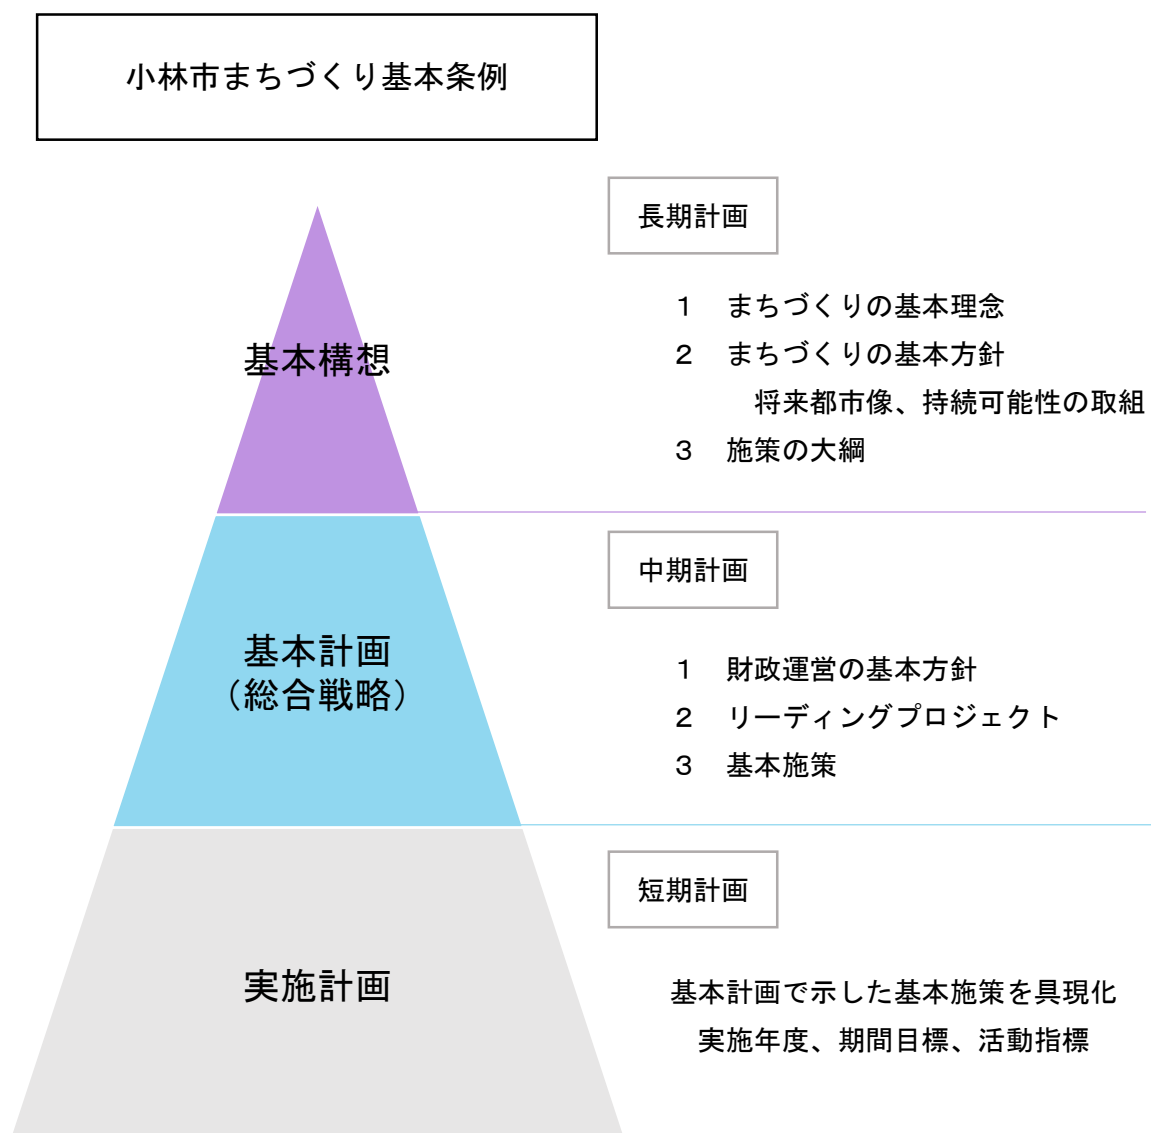 小林市まちづくり基本条例
長期計画
基本構想
１　まちづくりの基本理念
２　まちづくりの基本方針
将来都市像、持続可能性の取組
３　施策の大綱
中期計画
基本計画
（総合戦略）
１　財政運営の基本方針
２　リーディングプロジェクト
３　基本施策
短期計画
実施計画
基本計画で示した基本施策を具現化
実施年度、期間目標、活動指標